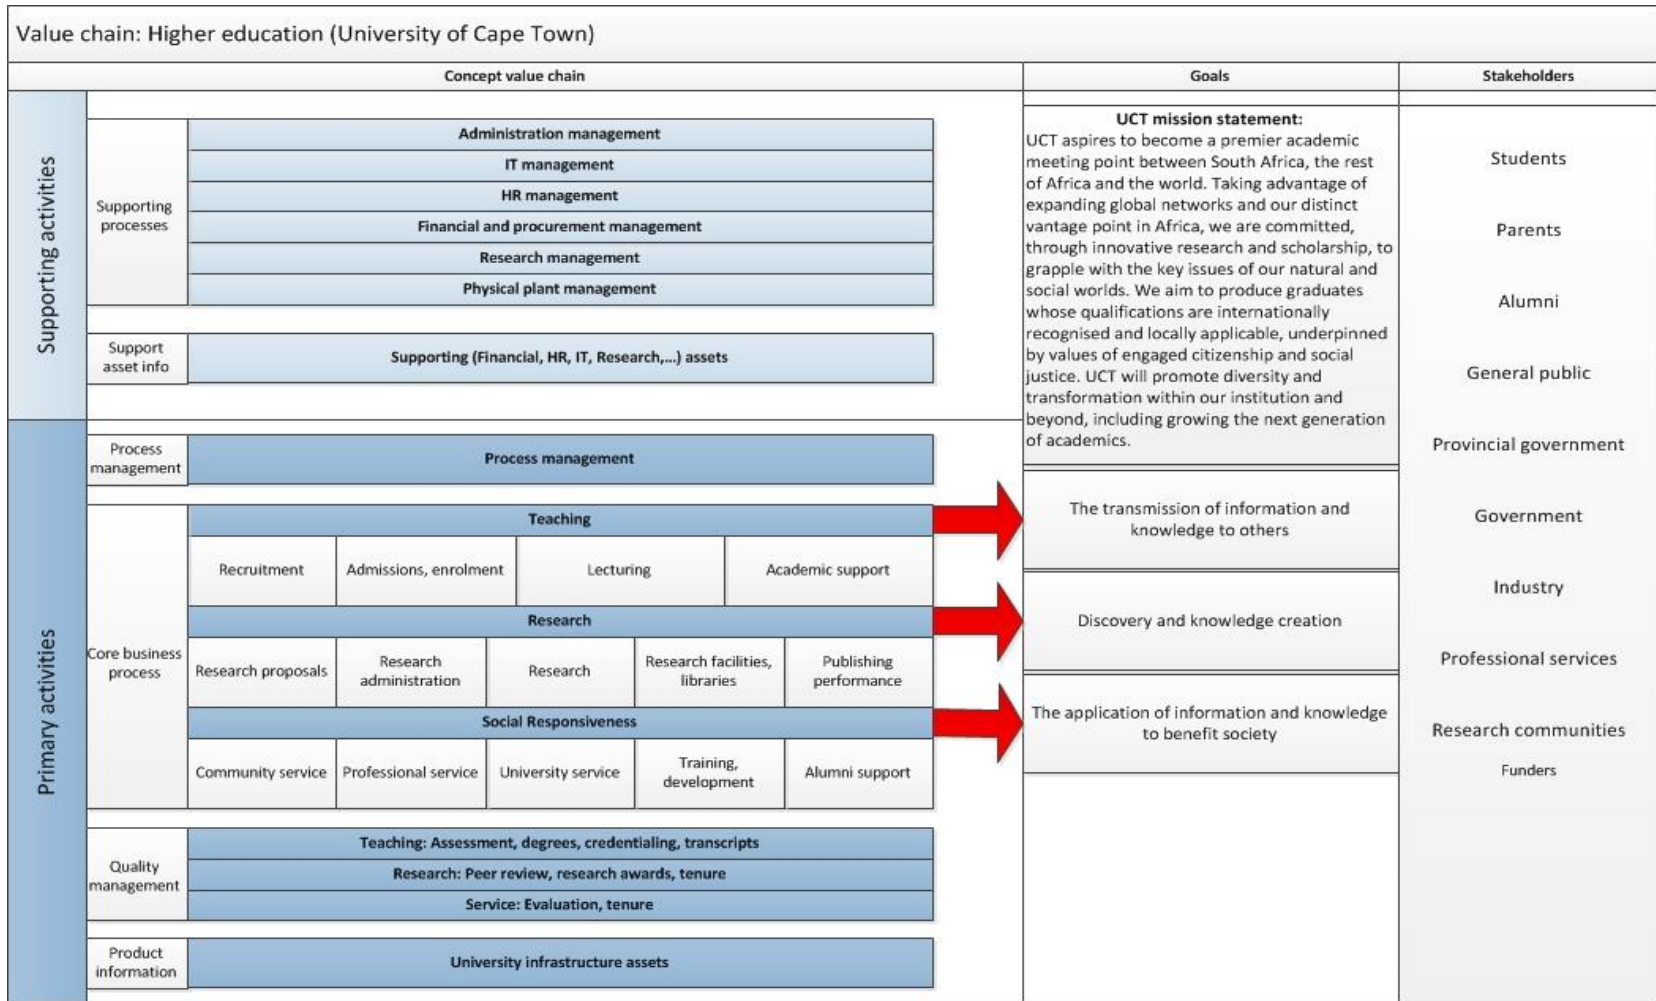 Value chain: Higher education (University of Cape Town)
Concept value chain
Goals
Stakeholders
Supporting activities
Supporting
processes
Administration management
IT management
HR management
Financial and procurement management
Research management
Physical plant management
Support
asset info
Supporting (Financial, HR, IT, Research,...) assets
Primary activities
Process
management
Process management
Core business
process
Teaching
Recruitment
Admissions, enrolment
Lecturing
Academic support
Research
Research proposals
Research
administration
Research
Research facilities,
libraries
Publishing
performance
Social Responsiveness
Community service
Professional service
University service
Training,
development
Alumni support
Quality
management
Teaching: Assessment, degrees, credentialing, transcripts
Research: Peer review, research awards, tenure
Service: Evaluation, tenure
Product
information
University infrastructure assets
UCT mission statement:
UCT aspires to become a premier academic
meeting point between South Africa, the rest
of Africa and the world. Taking advantage of
expanding global networks and our distinct
vantage point in Africa, we are committed,
through innovative research and scholarship, to
grapple with the key issues of our natural and
social worlds. We aim to produce graduates
whose qualifications are internationally
recognised and locally applicable, underpinned
by values of engaged citizenship and social
justice. UCT will promote diversity and
transformation within our institution and
beyond, including growing the next generation
of academics.
The transmission of information and
knowledge to others
Discovery and knowledge creation
The application of information and knowledge
to benefit society
Students
Parents
Alumni
General public
Provincial government
Government
Industry
Professional services
Research communities
Funders